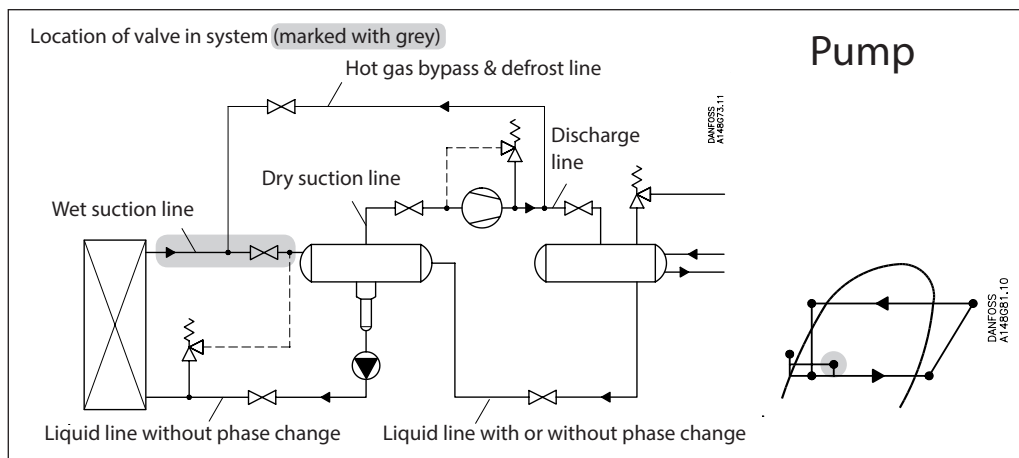 Location of valve in system (marked with grey)
Pump
Hot gas bypass & defrost line
DANFOSS
A148G73.11
Discharge
line
Dry suction line
Wet suction line
DANFOSS
A148G81.10
Liquid line without phase change
Liquid line with or without phase change